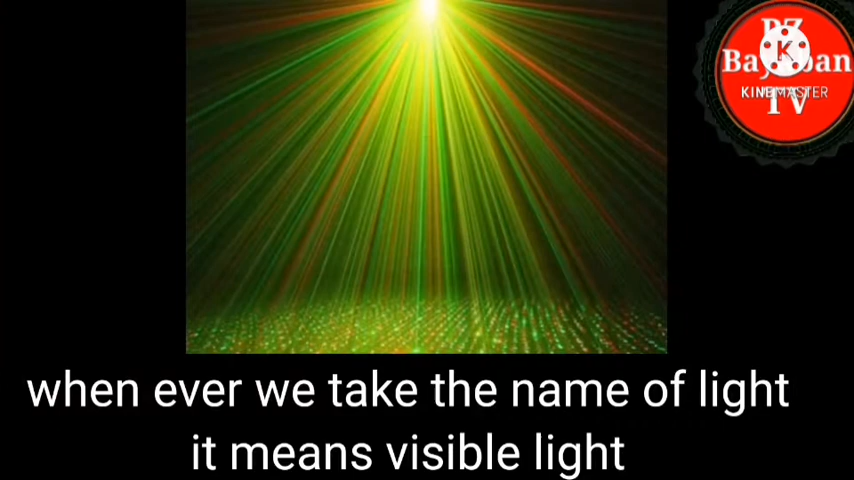 K
KINEMASTER
TV
when ever we take the name of light
it means visible light